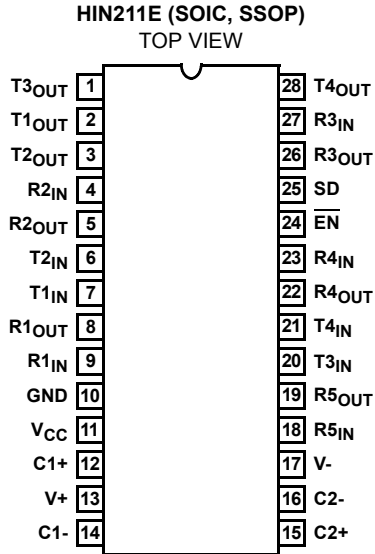 HIN211E (SOIC, SSOP)
TOP VIEW
T3OUT 1 28 T4OUT
T1OUT 2 27 R3IN
T2OUT 3 26 R3OUT
R2IN 4 25 SD
R2OUT 5 24 E̅N̅
T2IN 6 23 R4IN
T1IN 7 22 R4OUT
R1OUT 8 21 T4IN
R1IN 9 20 T3IN
GND 10 19 R5OUT
VCC 11 18 R5IN
C1+ 12 17 V-
V+ 13 16 C2-
C1- 14 15 C2+